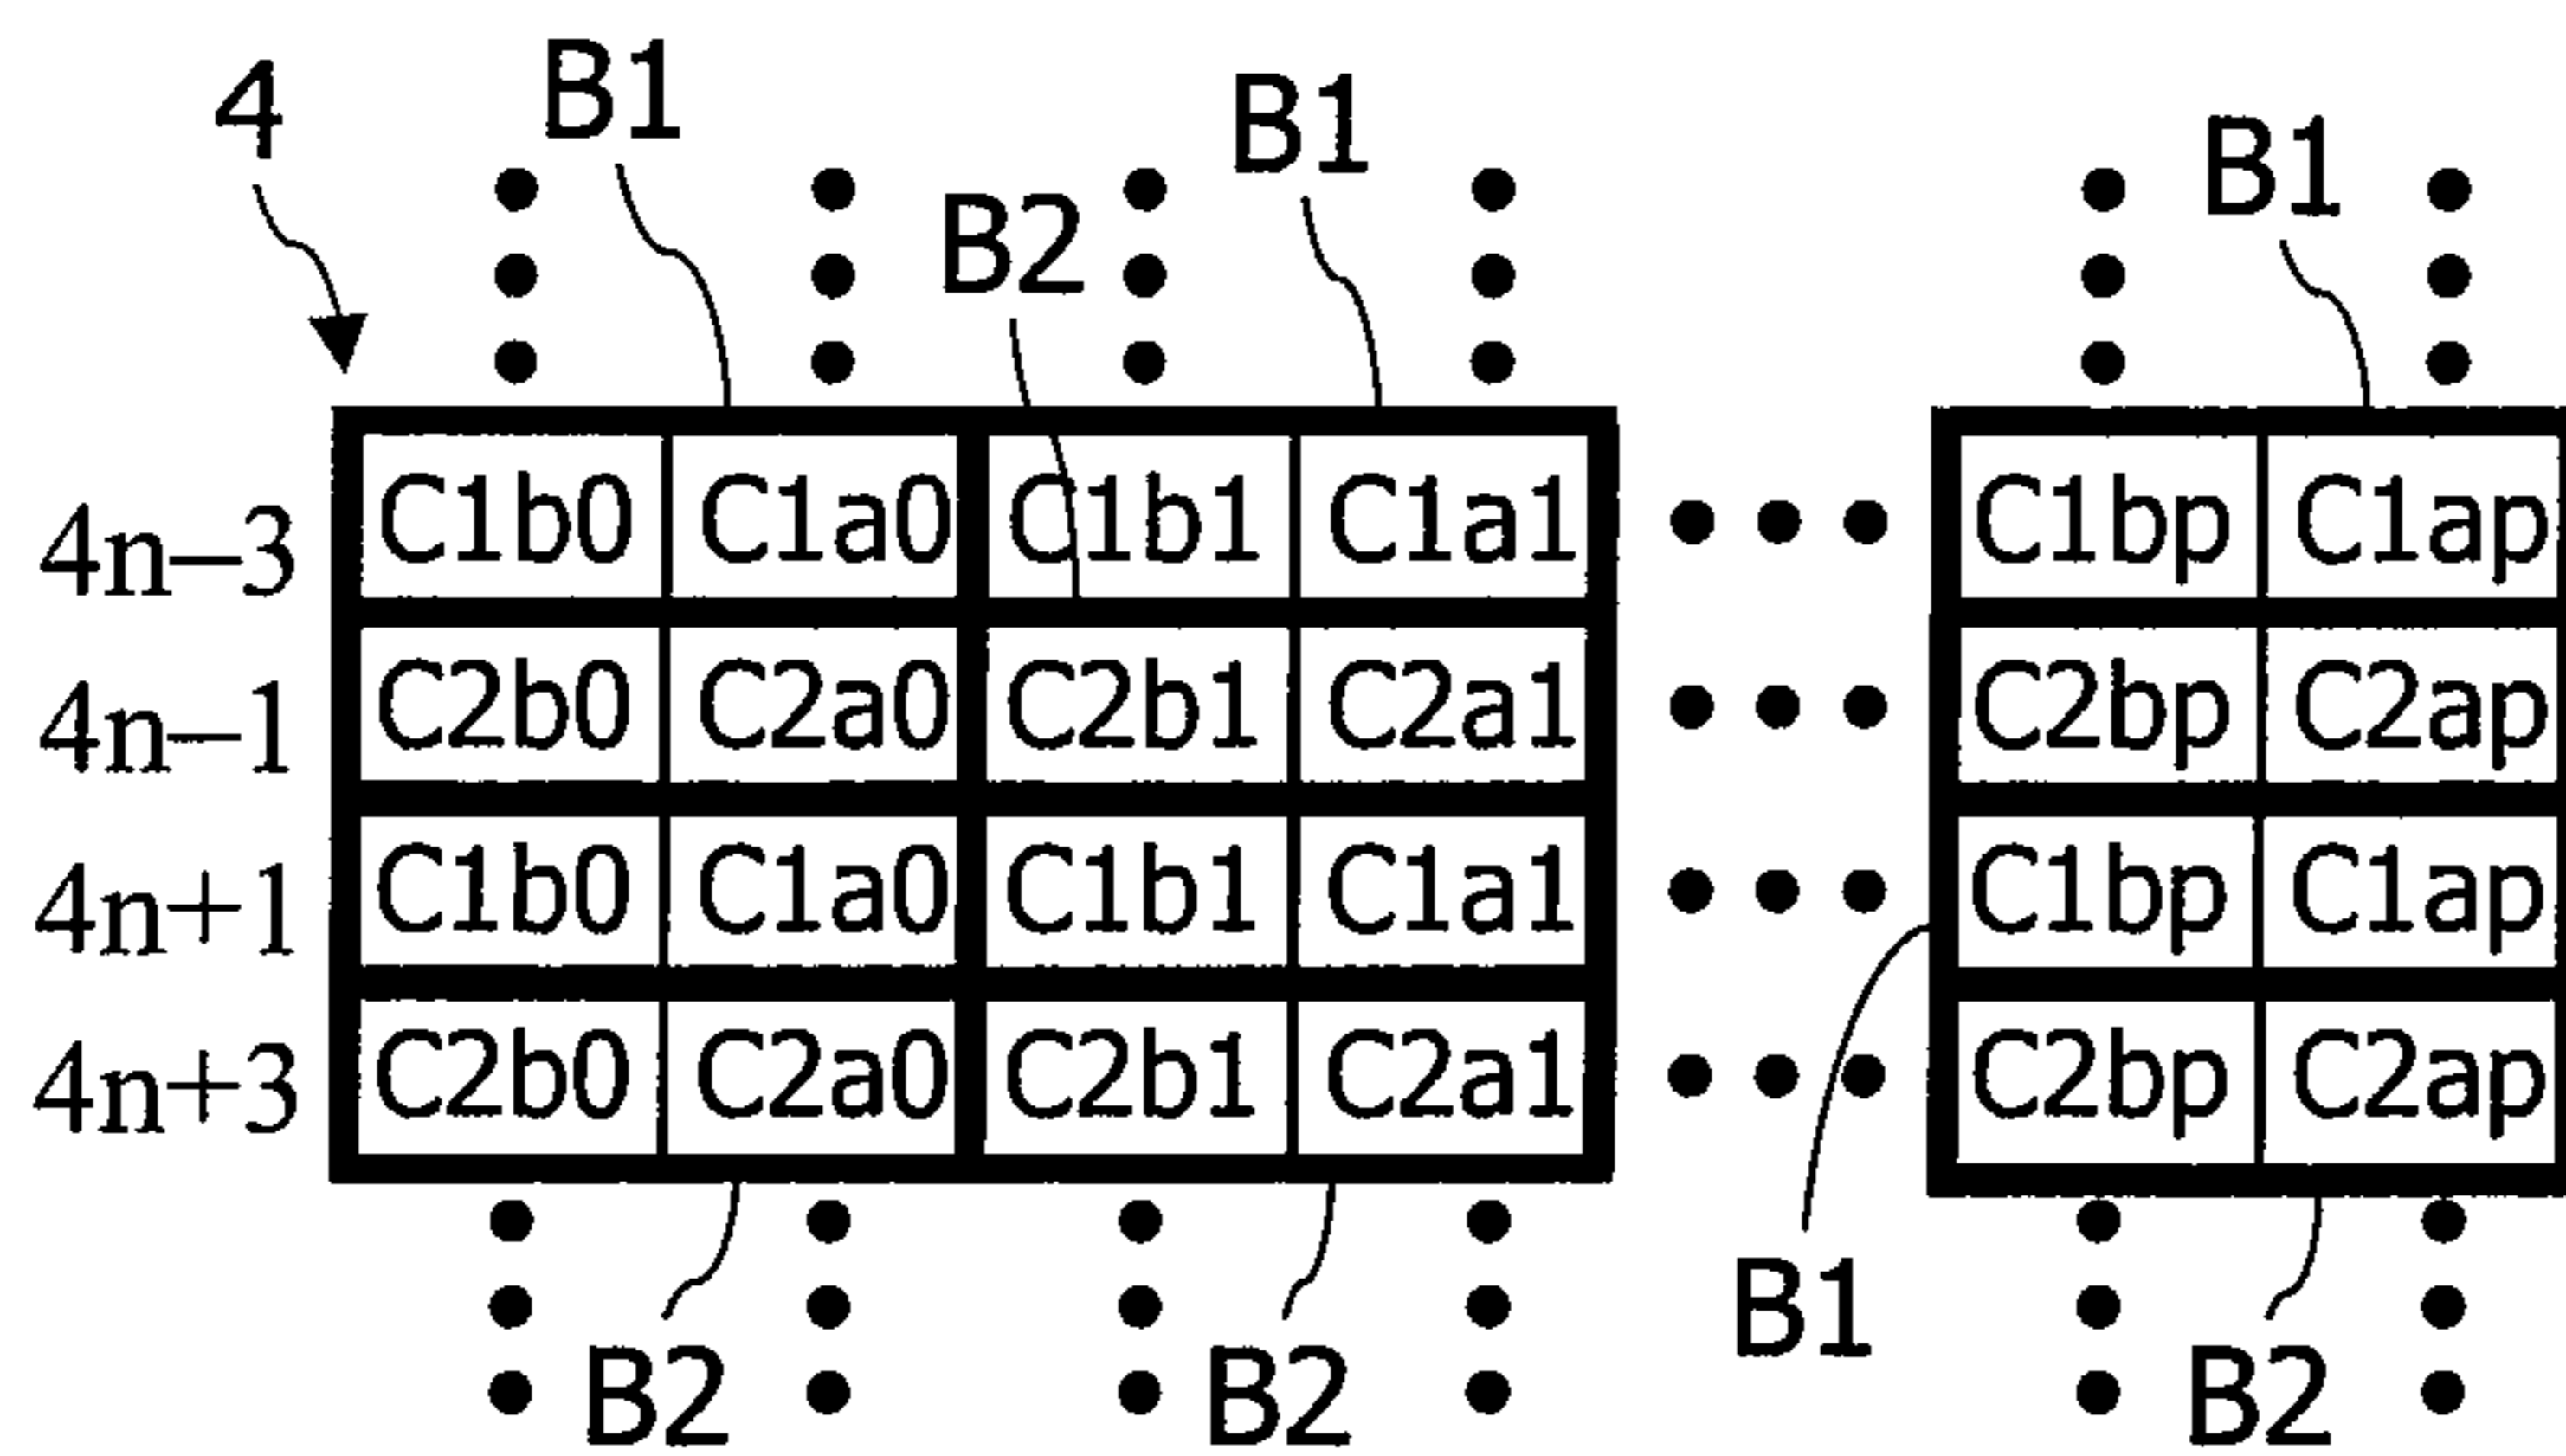 4 B1 B1 B1
B2
4n–3 C1b0 C1a0 C1b1 C1a1 ••• C1bp C1ap
4n–1 C2b0 C2a0 C2b1 C2a1 ••• C2bp C2ap
4n+1 C1b0 C1a0 C1b1 C1a1 ••• C1bp C1ap
4n+3 C2b0 C2a0 C2b1 C2a1 ••• C2bp C2ap
B1
B2 B2 B2